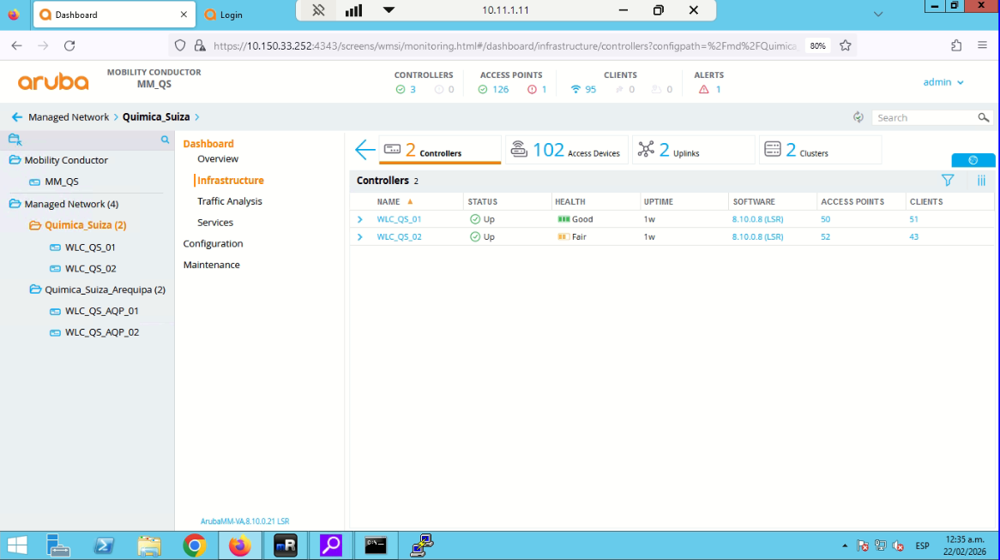 Dashboard
Login
10.11.1.11
https://10.150.33.252:4343/screens/wmsi/monitoring.html#/dashboard/infrastructure/controllers?configpath=%2Fmd%2FQuimica_
80%
aruba
MOBILITY CONDUCTOR
MM_QS
CONTROLLERS
3 0
ACCESS POINTS
126 1
CLIENTS
95 0 0
ALERTS
1
admin
Managed Network > Quimica_Suiza >
Search
Mobility Conductor
MM_QS
Managed Network (4)
Quimica_Suiza (2)
WLC_QS_01
WLC_QS_02
Quimica_Suiza_Arequipa (2)
WLC_QS_AQP_01
WLC_QS_AQP_02
Dashboard
Overview
Infrastructure
Traffic Analysis
Services
Configuration
Maintenance
ArubaMM-VA,8.10.0.21 LSR
2 Controllers
102 Access Devices
2 Uplinks
2 Clusters
Controllers 2
NAME STATUS HEALTH UPTIME SOFTWARE ACCESS POINTS CLIENTS
WLC_QS_01 Up Good 1w 8.10.0.8 (LSR) 50 51
WLC_QS_02 Up Fair 1w 8.10.0.8 (LSR) 52 43
ESP
12:35 a.m.
22/02/2026